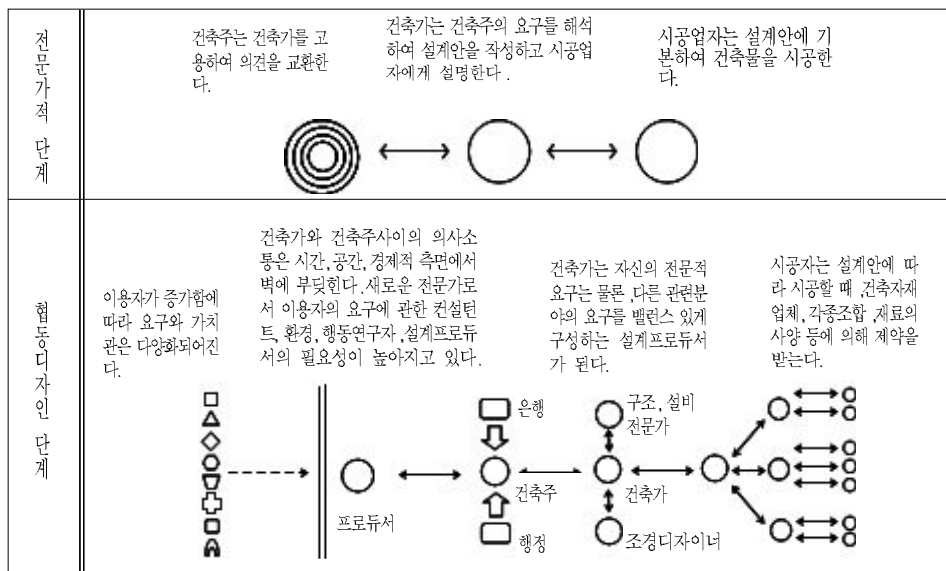 전문가적 단계
건축주는 건축가를 고
용하여 의견을 교환한
다.
건축가는 건축주의 요구를 해석
하여 설계안을 작성하고 시공업
자에게 설명한다 .
시공업자는 설계안에 기
본하여 건축물을 시공한
다.
협동디자인 단계
이용자가 증가함에
따라 요구와 가치
관은 다양화되어진
다.
건축가와 건축주사이의 의사소
통은 시간,공간,경제적 측면에서
벽에 부딪힌다.새로운 전문가로
서 이용자의 요구에 관한 컨설턴
트, 환경, 행동연구자 ,설계프로듀
서의 필요성이 높아지고 있다.
건축가는 자신의 전문적
요구는 물론 ,다른 관련분
야의 요구를 밸런스 있게
구성하는 설계프로듀서
가 된다.
시공자는 설계안에 따
라 시공할 때 ,건축자재
업체, 각종조합 ,재료의
사양 등에 의해 제약을
받는다.
프로듀서
은행
건축주
행정
구조, 설비
전문가
건축가
조경디자이너